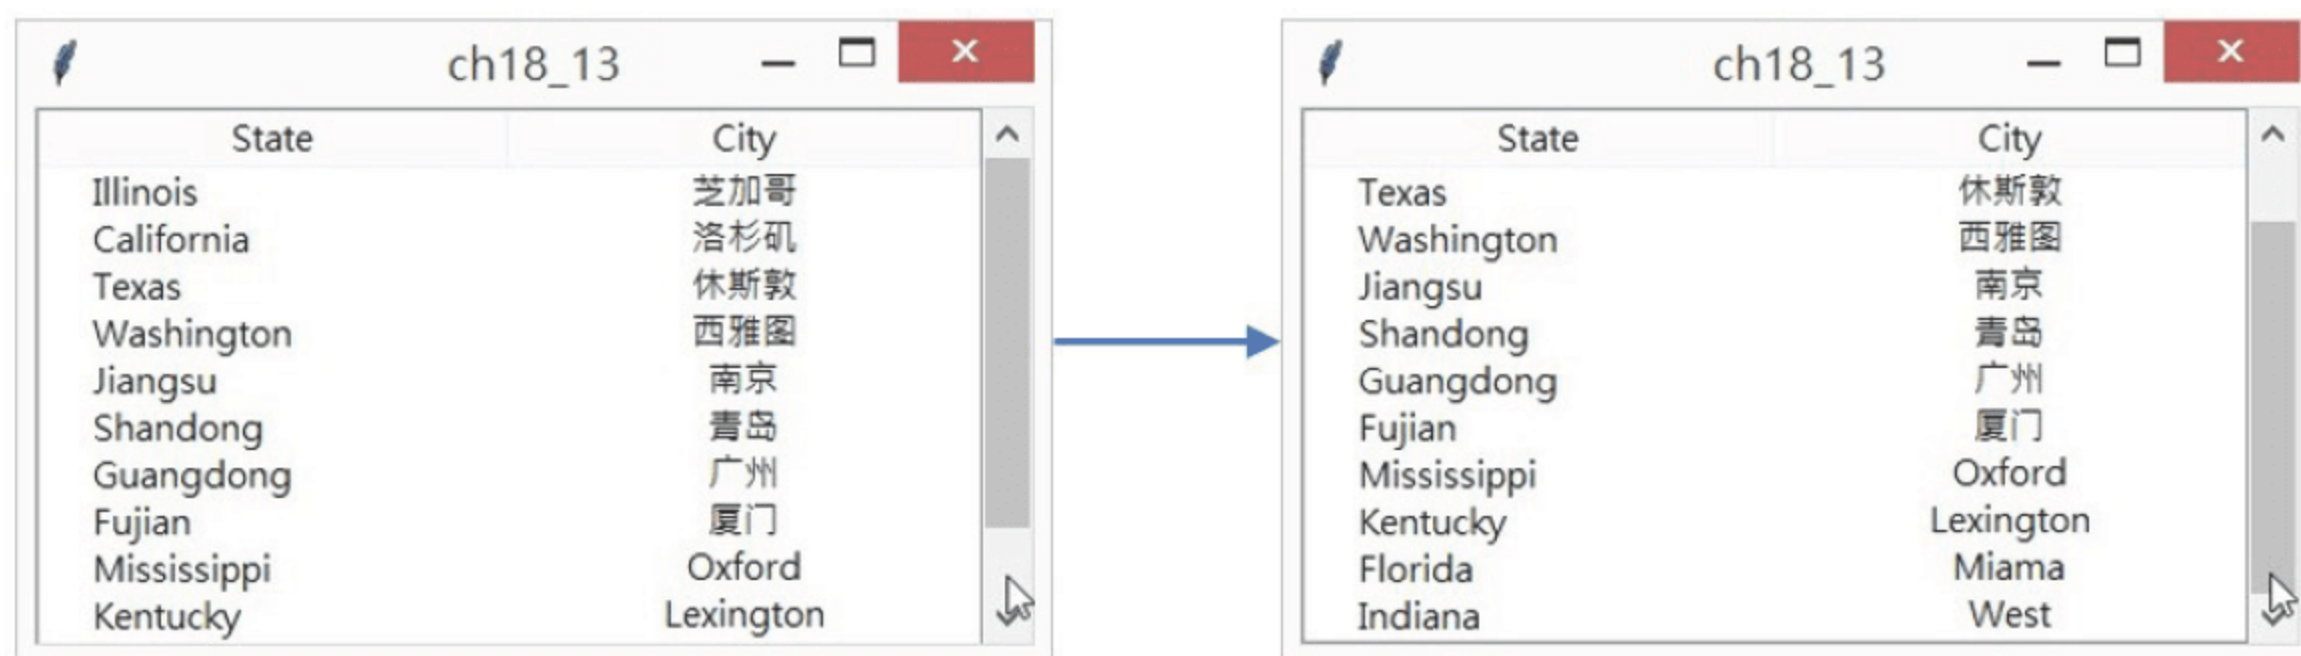 ch18_13
State City
Illinois 芝加哥
California 洛杉矶
Texas 休斯敦
Washington 西雅图
Jiangsu 南京
Shandong 青岛
Guangdong 广州
Fujian 厦门
Mississippi Oxford
Kentucky Lexington
ch18_13
State City
Texas 休斯敦
Washington 西雅图
Jiangsu 南京
Shandong 青岛
Guangdong 广州
Fujian 厦门
Mississippi Oxford
Kentucky Lexington
Florida Miama
Indiana West